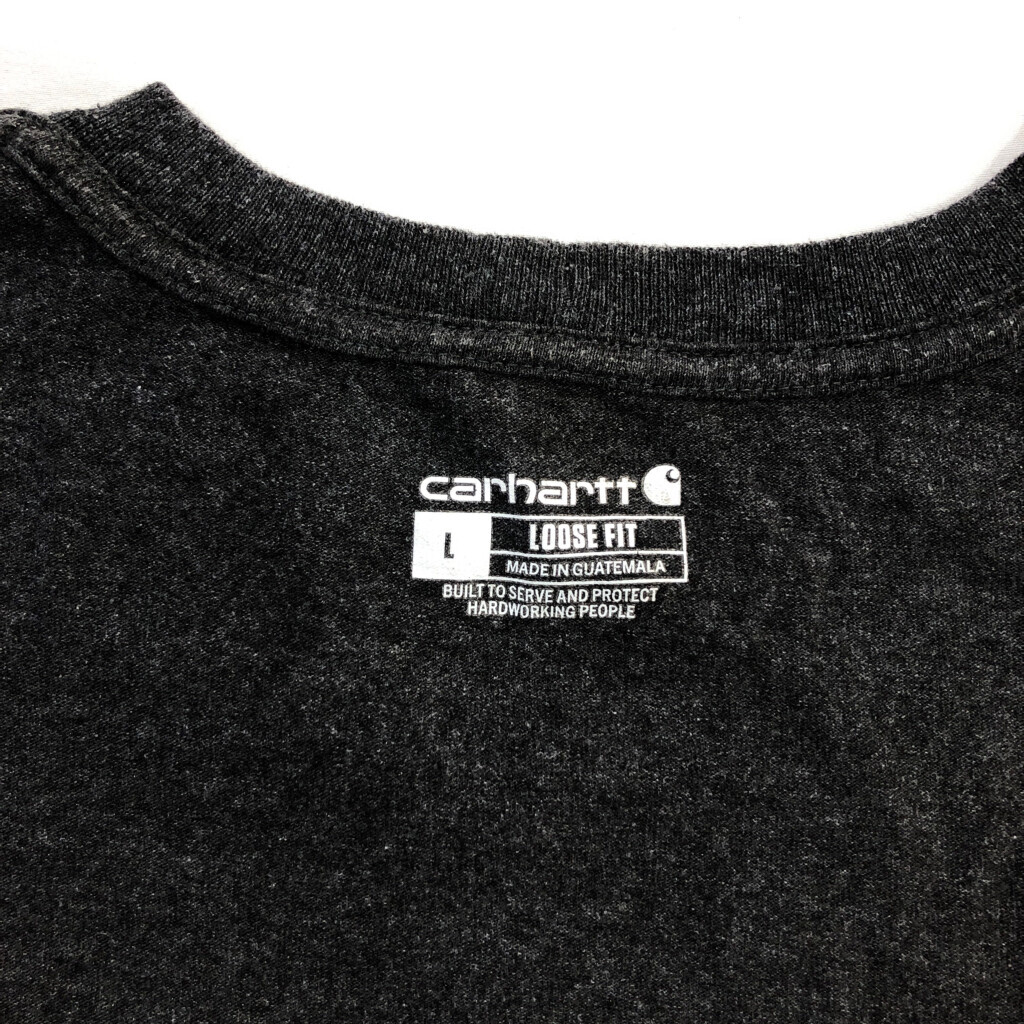 carhartt
L LOOSE FIT
MADE IN GUATEMALA
BUILT TO SERVE AND PROTECT
HARDWORKING PEOPLE